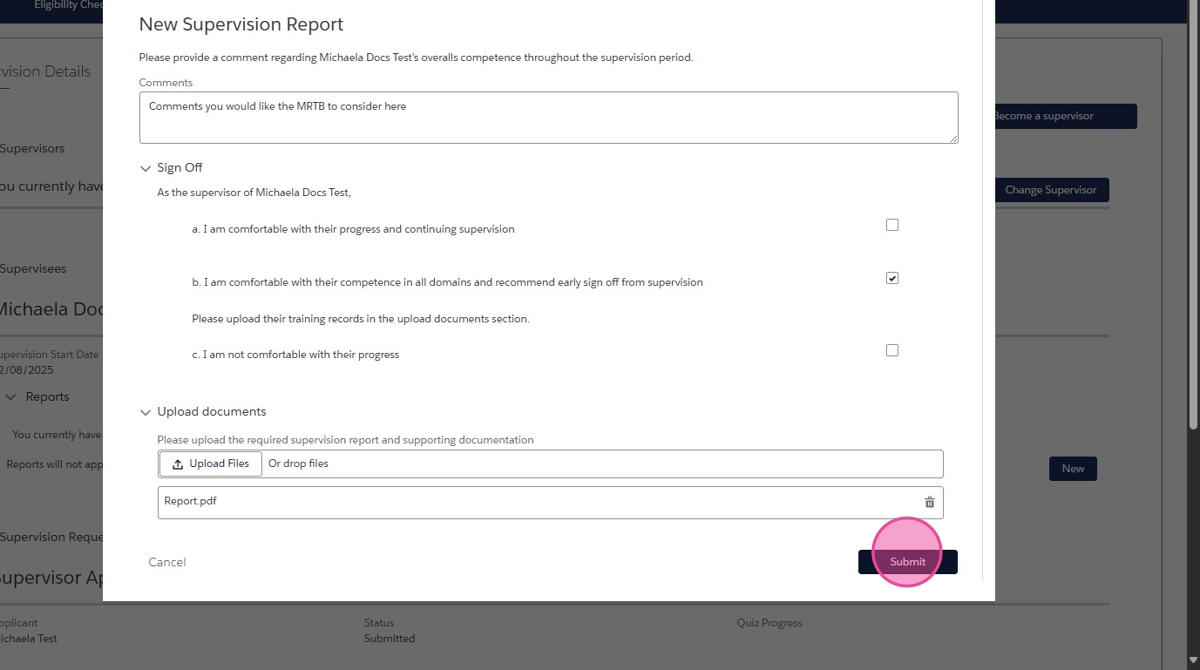 Eligibility Chec
New Supervision Report
Please provide a comment regarding Michaela Docs Test's overalls competence throughout the supervision period.
vision Details
Comments
Comments you would like the MRTB to consider here
Become a supervisor
Supervisors
Sign Off
ou currently have
As the supervisor of Michaela Docs Test,
Change Supervisor
a. I am comfortable with their progress and continuing supervision
Supervisees
b. I am comfortable with their competence in all domains and recommend early sign off from supervision
Michaela Doc
Please upload their training records in the upload documents section.
upervision Start Date
c. I am not comfortable with their progress
2/08/2025
Reports
Upload documents
You currently have
Please upload the required supervision report and supporting documentation
Reports will not app
Upload Files
Or drop files
New
Report.pdf
Supervision Reque
Cancel
Submit
upervisor Ap
pplicant
Status
Quiz Progress
ichaela Test
Submitted